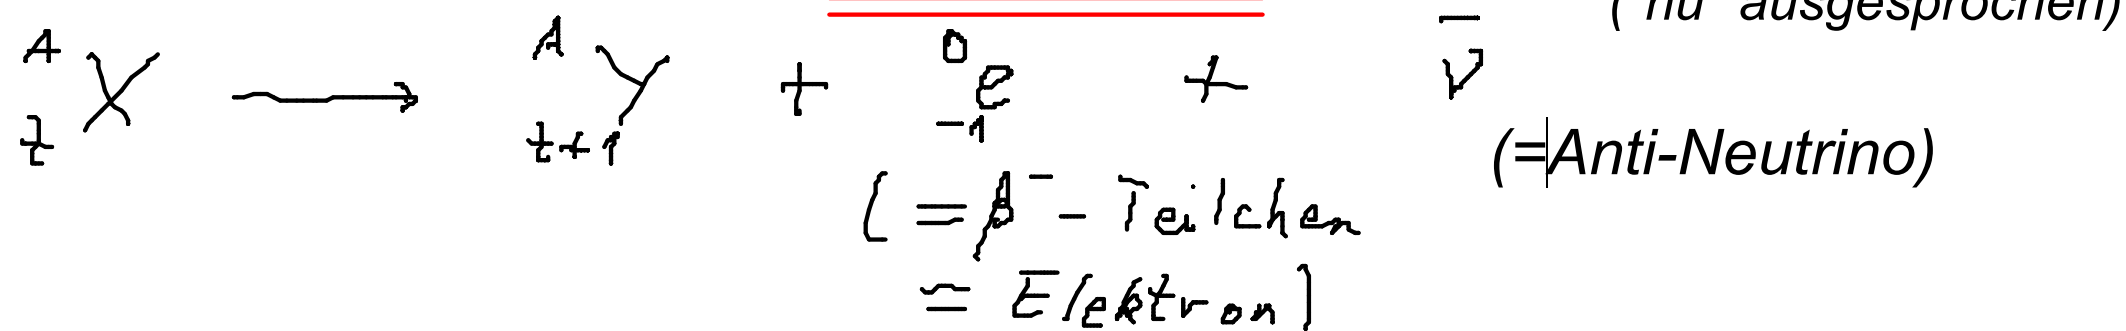 ( nu ausgesprochen)
A X → A Y + 0 e + ν̅
Z Z+1 -1
(=Anti-Neutrino)
( = β⁻ - Teilchen
= Elektron)